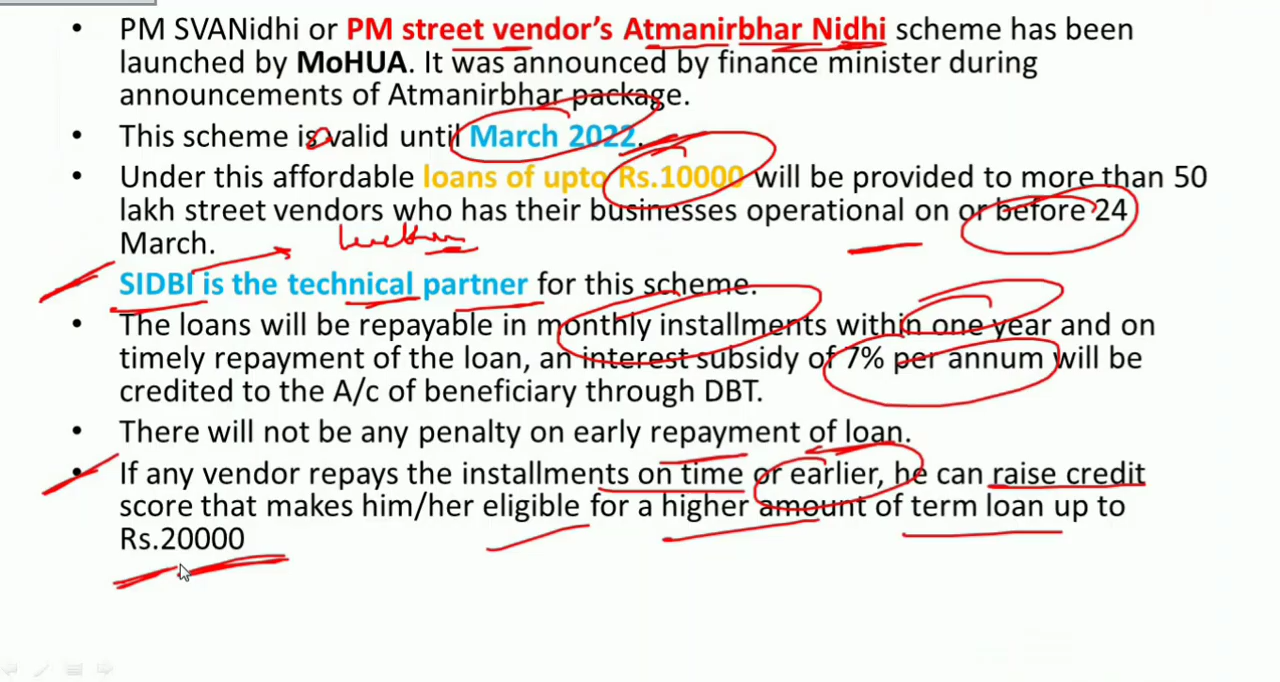 • PM SVANidhi or PM street vendor's Atmanirbhar Nidhi scheme has been
launched by MoHUA. It was announced by finance minister during
announcements of Atmanirbhar package.
• This scheme is valid until March 2022.
• Under this affordable loans of upto Rs.10000 will be provided to more than 50
lakh street vendors who has their businesses operational on or before 24
March.
SIDBI is the technical partner for this scheme.
• The loans will be repayable in monthly installments within one year and on
timely repayment of the loan, an interest subsidy of 7% per annum will be
credited to the A/c of beneficiary through DBT.
• There will not be any penalty on early repayment of loan.
• If any vendor repays the installments on time or earlier, he can raise credit
score that makes him/her eligible for a higher amount of term loan up to
Rs.20000